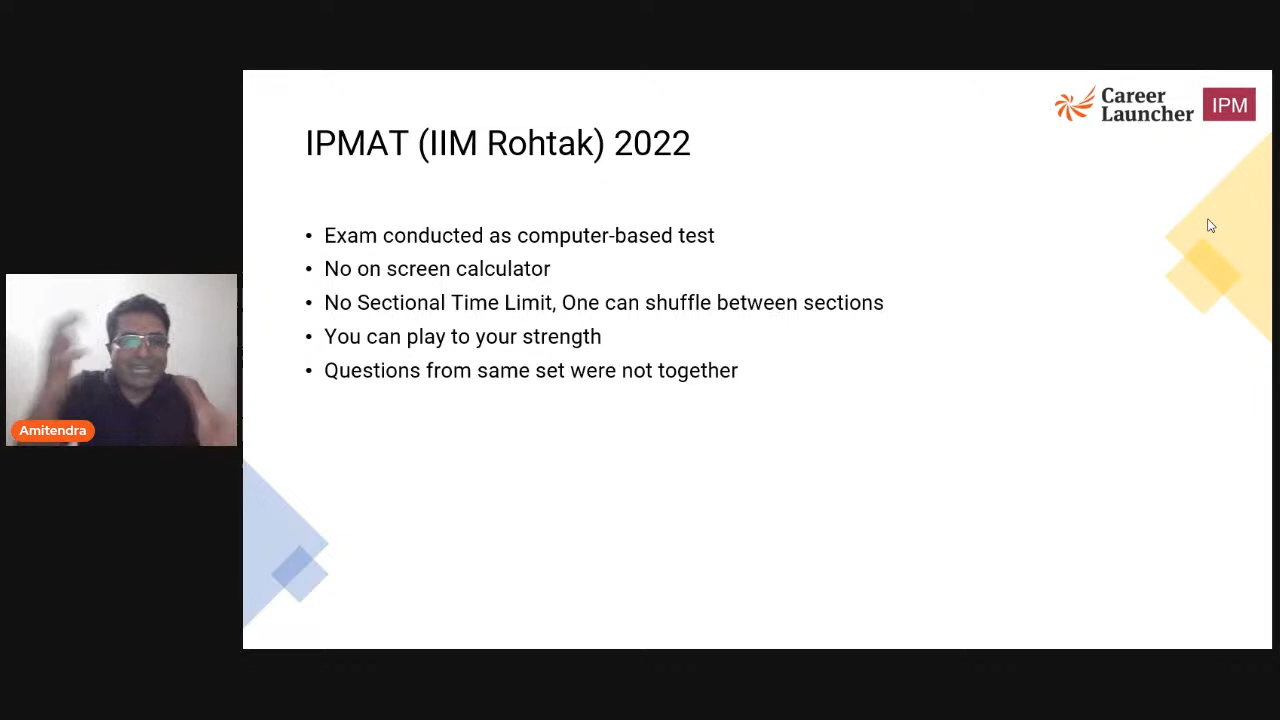 Career
Launcher
IPM
IPMAT (IIM Rohtak) 2022
• Exam conducted as computer-based test
• No on screen calculator
• No Sectional Time Limit, One can shuffle between sections
• You can play to your strength
• Questions from same set were not together
Amitendra